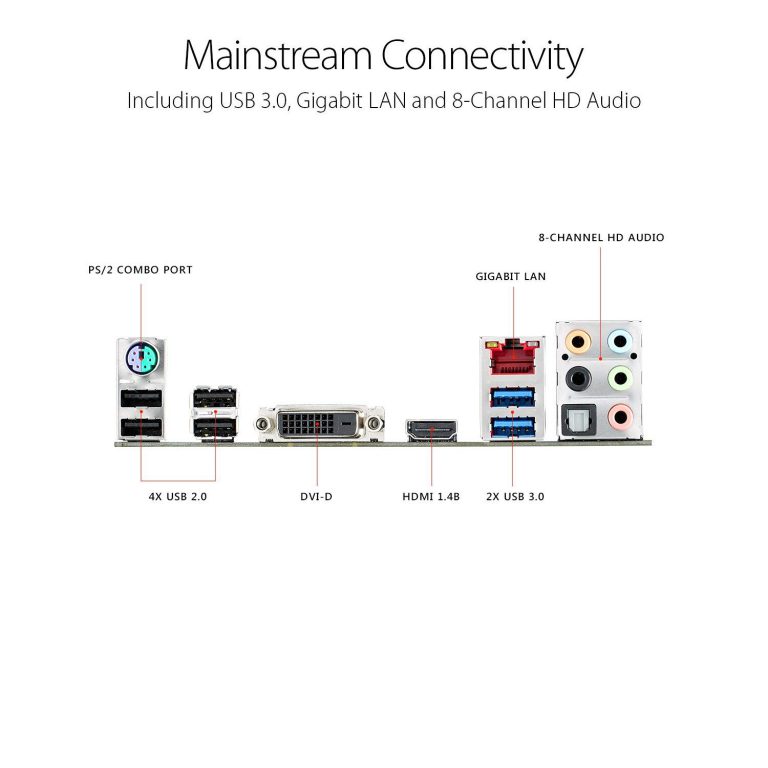 Mainstream Connectivity
Including USB 3.0, Gigabit LAN and 8-Channel HD Audio
8-CHANNEL HD AUDIO
PS/2 COMBO PORT
GIGABIT LAN
4X USB 2.0
DVI-D
HDMI 1.4B
2X USB 3.0